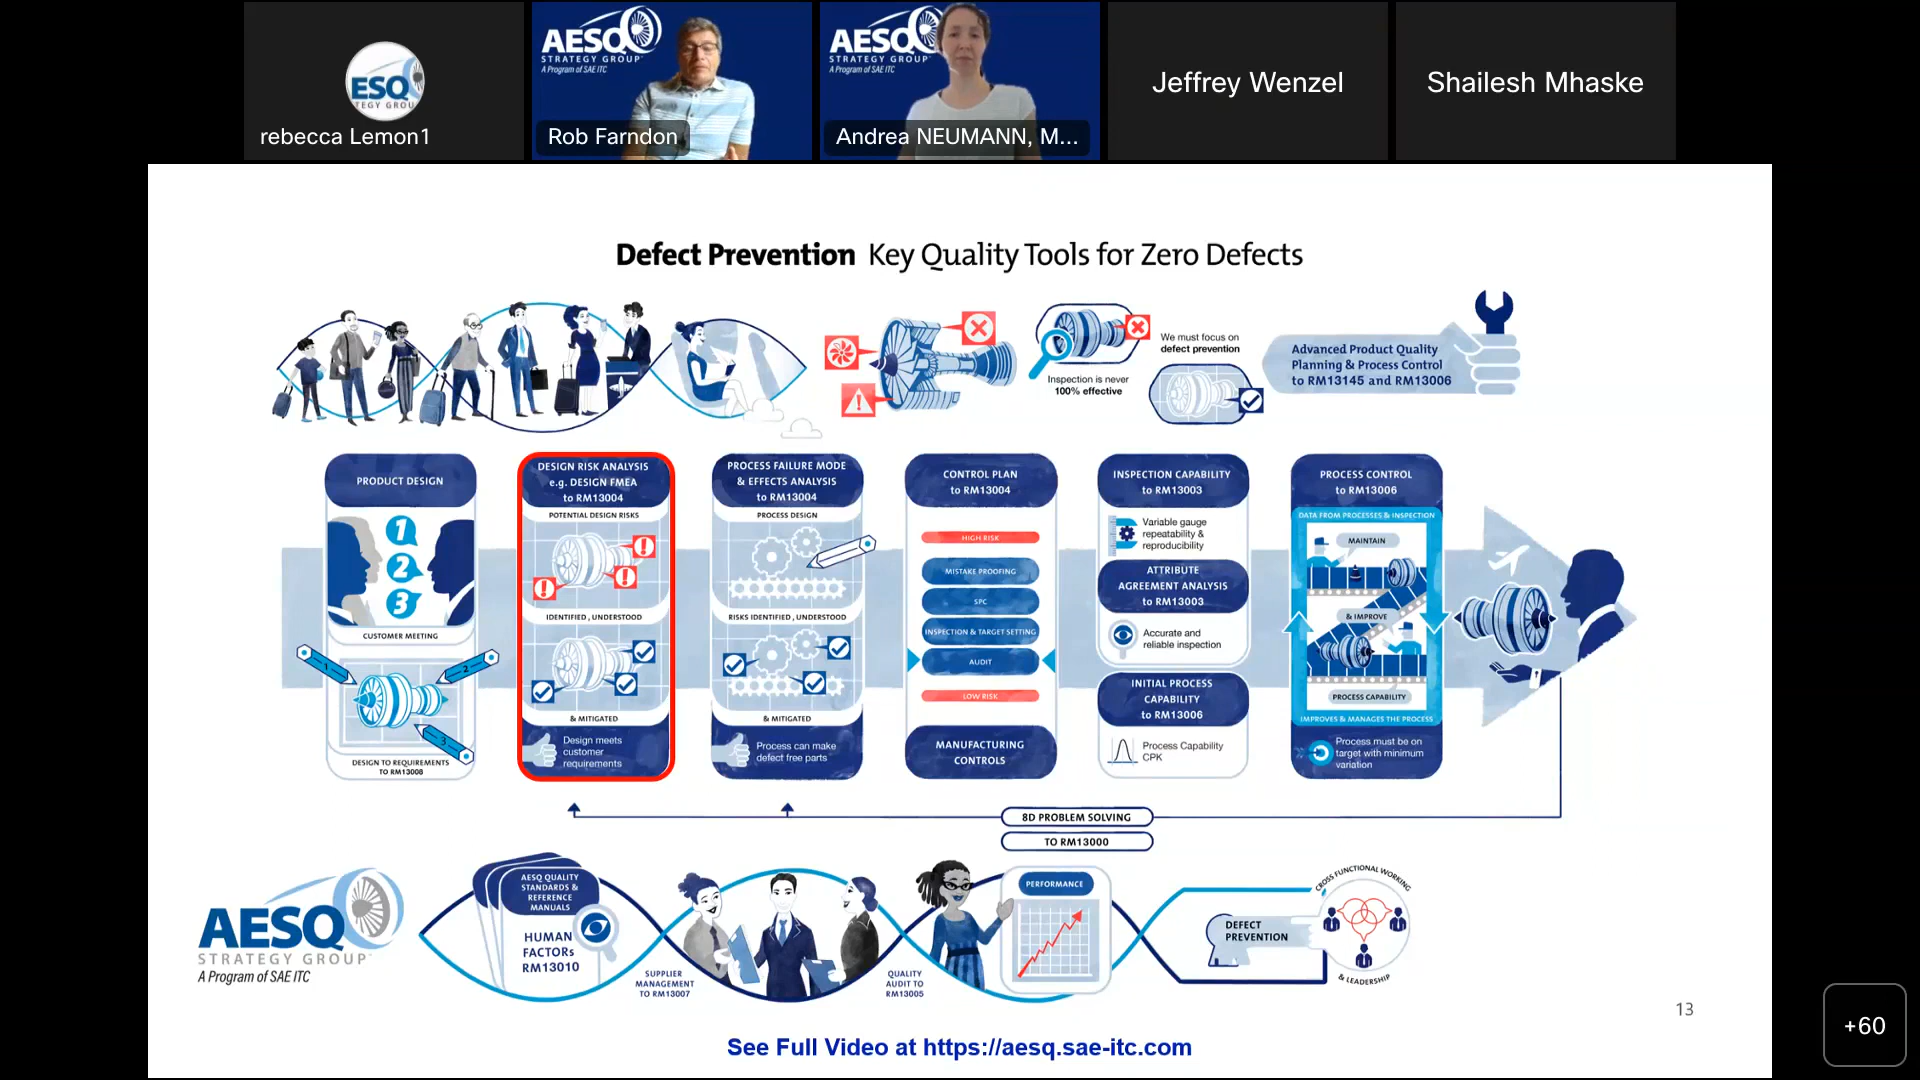 AESQ
STRATEGY GROUP
A Program of SAE ITC
AESQ
STRATEGY GROUP
A Program of SAE ITC
ESQ
TEGY GROU
rebecca Lemon1
Rob Farndon
Andrea NEUMANN, M...
Jeffrey Wenzel
Shailesh Mhaske
Defect Prevention Key Quality Tools for Zero Defects
Inspection is never
100% effective
We must focus on
defect prevention
Advanced Product Quality
Planning & Process Control
to RM13145 and RM13006
PRODUCT DESIGN
1
2
3
CUSTOMER MEETING
1
2
3
DESIGN TO REQUIREMENTS
TO RM13008
DESIGN RISK ANALYSIS
e.g. DESIGN FMEA
to RM13004
POTENTIAL DESIGN RISKS
IDENTIFIED, UNDERSTOOD
& MITIGATED
Design meets
customer
requirements
PROCESS FAILURE MODE
& EFFECTS ANALYSIS
to RM13004
PROCESS DESIGN
RISKS IDENTIFIED, UNDERSTOOD
& MITIGATED
Process can make
defect free parts
CONTROL PLAN
to RM13004
HIGH RISK
MISTAKE PROOFING
SPC
INSPECTION & TARGET SETTING
AUDIT
LOW RISK
MANUFACTURING
CONTROLS
INSPECTION CAPABILITY
to RM13003
Variable gauge
repeatability &
reproducibility
ATTRIBUTE
AGREEMENT ANALYSIS
to RM13003
Accurate and
reliable inspection
INITIAL PROCESS
CAPABILITY
to RM13006
Process Capability
CPK
PROCESS CONTROL
to RM13006
DATA FROM PROCESSES & INSPECTION
MAINTAIN
& IMPROVE
PROCESS CAPABILITY
IMPROVES & MANAGES THE PROCESS
Process must be on
target with minimum
variation
8D PROBLEM SOLVING
TO RM13000
AESQ
STRATEGY GROUP
A Program of SAE ITC
AESQ QUALITY
STANDARDS &
REFERENCE
MANUALS
HUMAN
FACTORs
RM13010
SUPPLIER
MANAGEMENT
TO RM13007
QUALITY
AUDIT TO
RM13005
PERFORMANCE
DEFECT
PREVENTION
CROSS FUNCTIONAL WORKING
& LEADERSHIP
13
+60
See Full Video at https://aesq.sae-itc.com